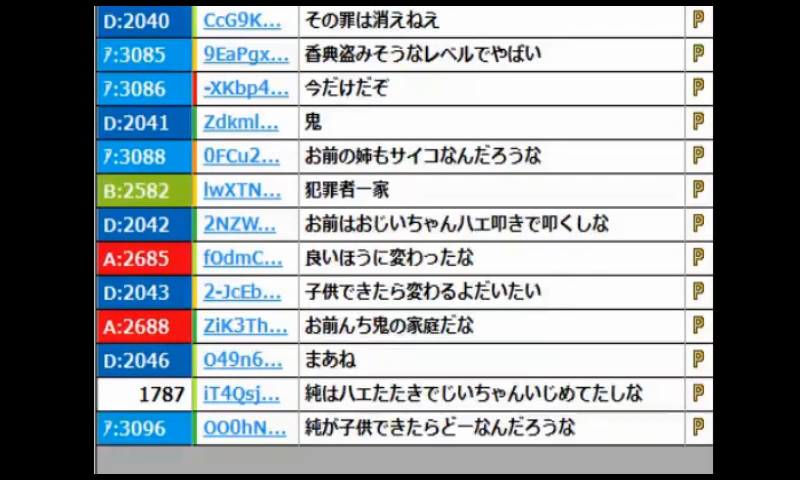 D:2040 CcG9K... その罪は消えねえ P
ｱ:3085 9EaPgx... 香典盗みそうなレベルでやばい P
ｱ:3086 -XKbp4... 今だけだぞ P
D:2041 Zdkml... 鬼 P
ｱ:3088 0FCu2... お前の姉もサイコなんだろうな P
B:2582 lwXTN... 犯罪者一家 P
D:2042 2NZW... お前はおじいちゃんハエ叩きで叩くしな P
A:2685 fOdmC... 良いほうに変わったな P
D:2043 2-JcEb... 子供できたら変わるよだいたい P
A:2688 ZiK3Th... お前んち鬼の家庭だな P
D:2046 O49n6... まあね P
1787 iT4Qsj... 純はハエたたきでじいちゃんいじめてたしな P
ｱ:3096 OO0hN... 純が子供できたらどーなんだろうな P